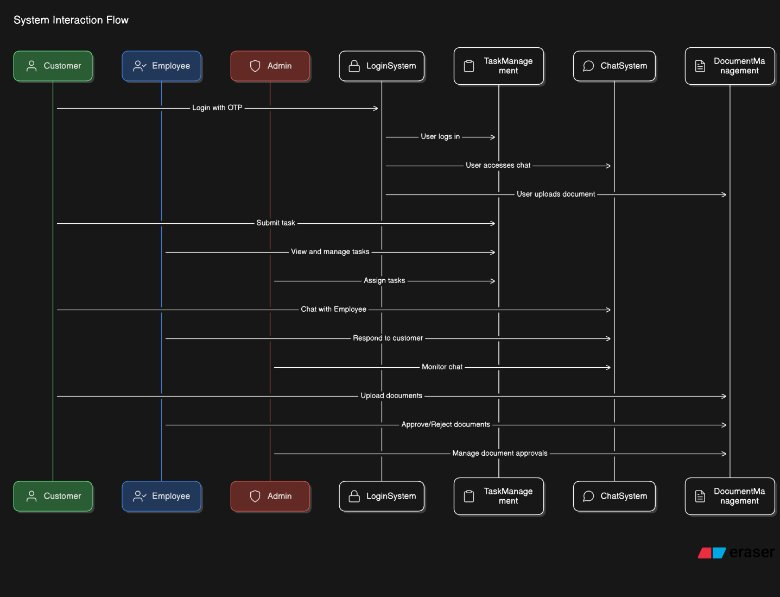 System Interaction Flow
Customer
Employee
Admin
LoginSystem
TaskManage
ment
ChatSystem
DocumentMa
nagement
Login with OTP
User logs in
User accesses chat
User uploads document
Submit task
View and manage tasks
Assign tasks
Chat with Employee
Respond to customer
Monitor chat
Upload documents
Approve/Reject documents
Manage document approvals
Customer
Employee
Admin
LoginSystem
TaskManage
ment
ChatSystem
DocumentMa
nagement
eraser